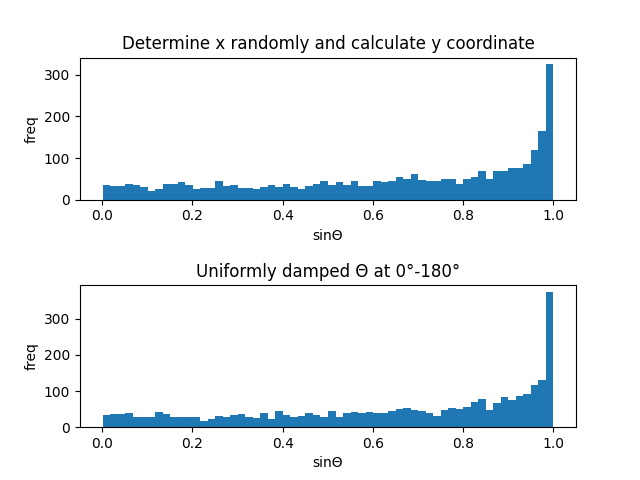 Determine x randomly and calculate y coordinate
300
200
100
0
freq
0.0 0.2 0.4 0.6 0.8 1.0
sinΘ
Uniformly damped Θ at 0°-180°
300
200
100
0
freq
0.0 0.2 0.4 0.6 0.8 1.0
sinΘ